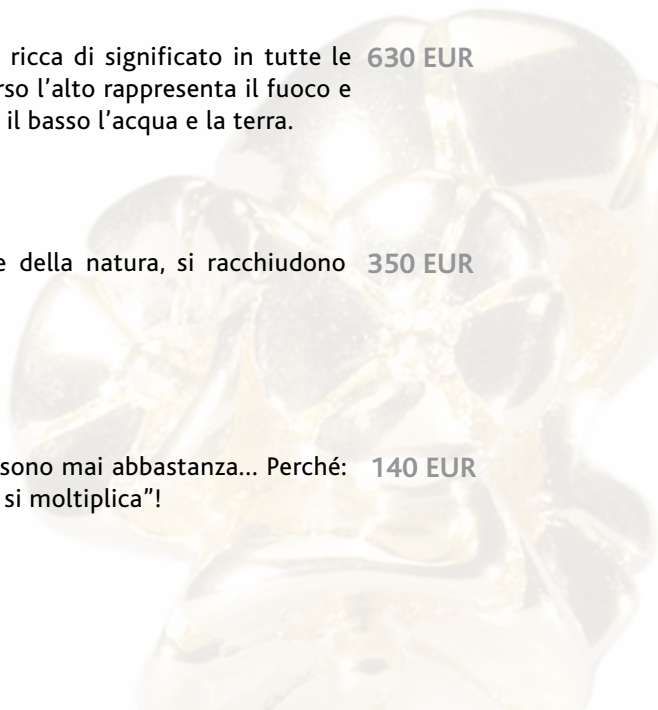 ricca di significato in tutte le 630 EUR
rso l’alto rappresenta il fuoco e
il basso l’acqua e la terra.
e della natura, si racchiudono 350 EUR
sono mai abbastanza... Perché: 140 EUR
si moltiplica”!